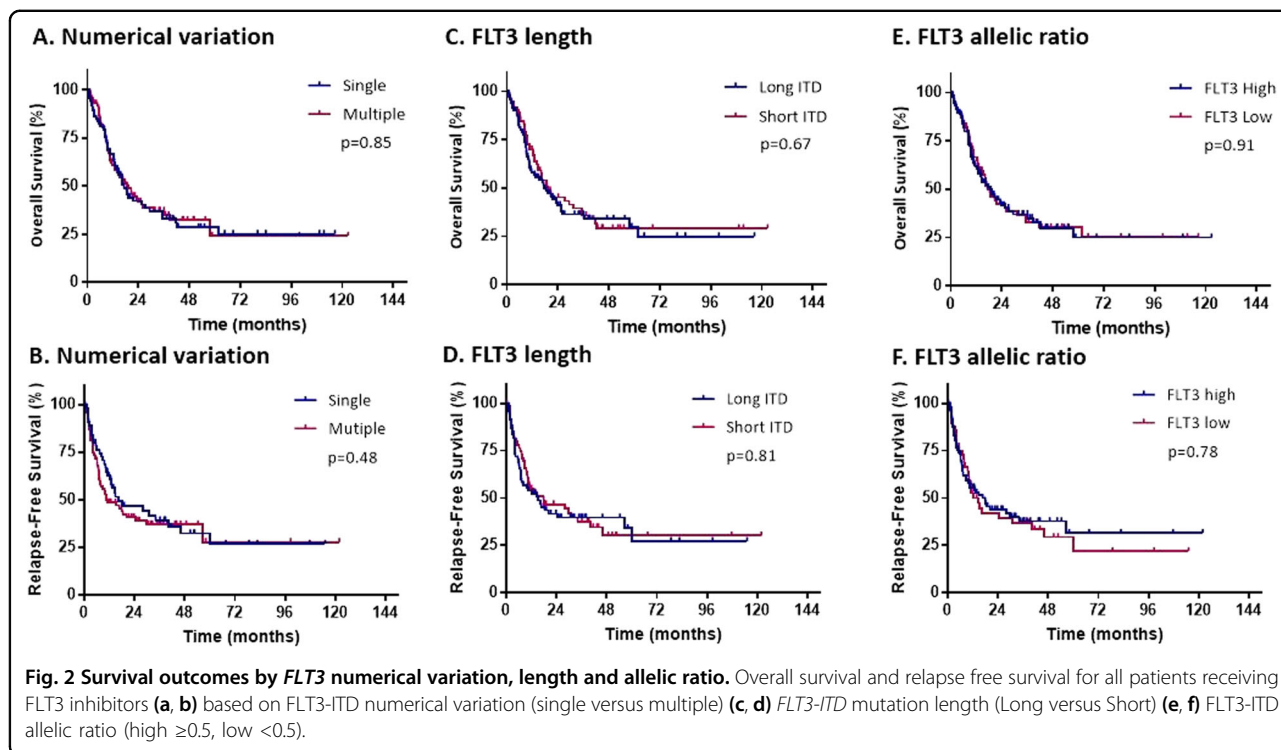 A. Numerical variation
Overall Survival (%)
100
75
50
25
0
0 24 48 72 96 120 144
Time (months)
Single
Multiple
p=0.85
C. FLT3 length
Overall Survival (%)
100
75
50
25
0
0 24 48 72 96 120 144
Time (months)
Long ITD
Short ITD
p=0.67
E. FLT3 allelic ratio
Overall Survival (%)
100
75
50
25
0
0 24 48 72 96 120 144
Time (months)
FLT3 High
FLT3 Low
p=0.91
B. Numerical variation
Relapse-Free Survival (%)
100
75
50
25
0
0 24 48 72 96 120 144
Time (months)
Single
Mutiple
p=0.48
D. FLT3 length
Relapse-Free Survival (%)
100
75
50
25
0
0 24 48 72 96 120 144
Time (months)
Long ITD
Short ITD
p=0.81
F. FLT3 allelic ratio
Relapse-Free Survival (%)
100
75
50
25
0
0 24 48 72 96 120 144
Time (months)
FLT3 high
FLT3 low
p=0.78
Fig. 2 Survival outcomes by FLT3 numerical variation, length and allelic ratio. Overall survival and relapse free survival for all patients receiving
FLT3 inhibitors (a, b) based on FLT3-ITD numerical variation (single versus multiple) (c, d) FLT3-ITD mutation length (Long versus Short) (e, f) FLT3-ITD
allelic ratio (high ≥0.5, low <0.5).